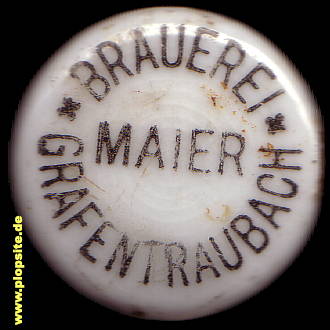 BRAUEREI
MAIER
* GRAFENTRAUBACH *
www.plopsite.de